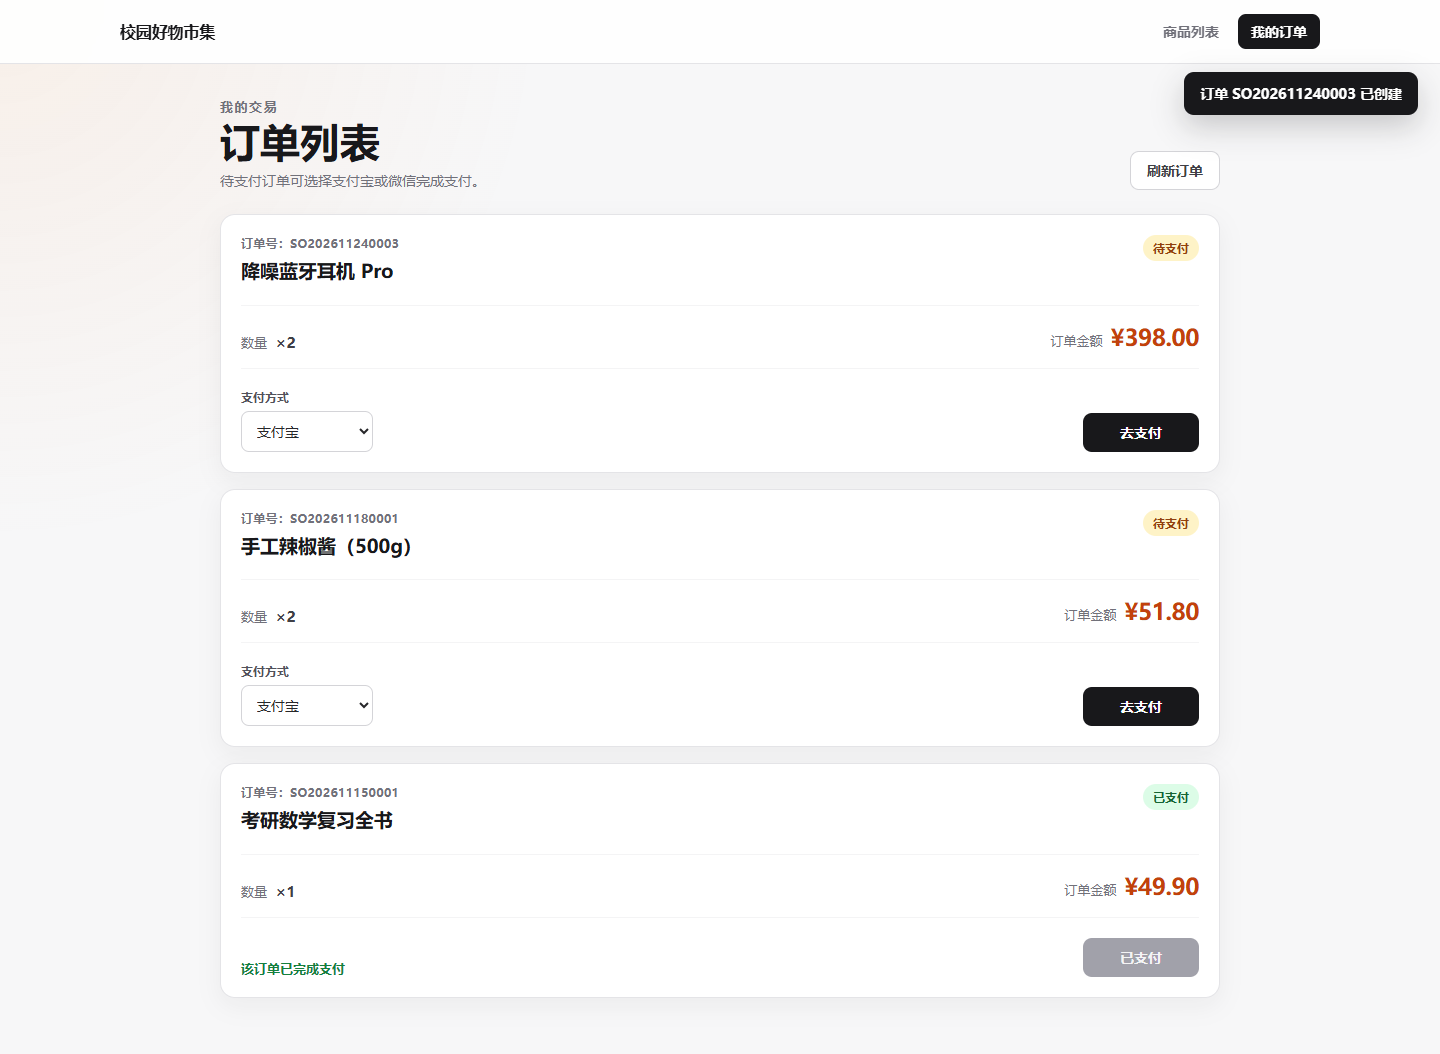 校园好物市集
商品列表
我的订单
订单 SO202611240003 已创建
我的交易
订单列表
待支付订单可选择支付宝或微信完成支付。
刷新订单
订单号：SO202611240003
待支付
降噪蓝牙耳机 Pro
数量 ×2
订单金额 ¥398.00
支付方式
支付宝
去支付
订单号：SO202611180001
待支付
手工辣椒酱（500g）
数量 ×2
订单金额 ¥51.80
支付方式
支付宝
去支付
订单号：SO202611150001
已支付
考研数学复习全书
数量 ×1
订单金额 ¥49.90
该订单已完成支付
已支付